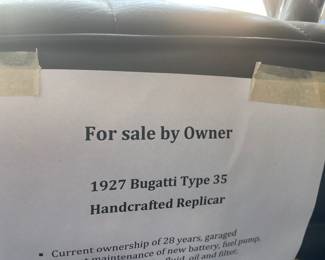 For sale by Owner
1927 Bugatti Type 35
Handcrafted Replicar
▪ Current ownership of 28 years, garaged
maintenance of new battery, fuel pump,
fluid, oil and filter,